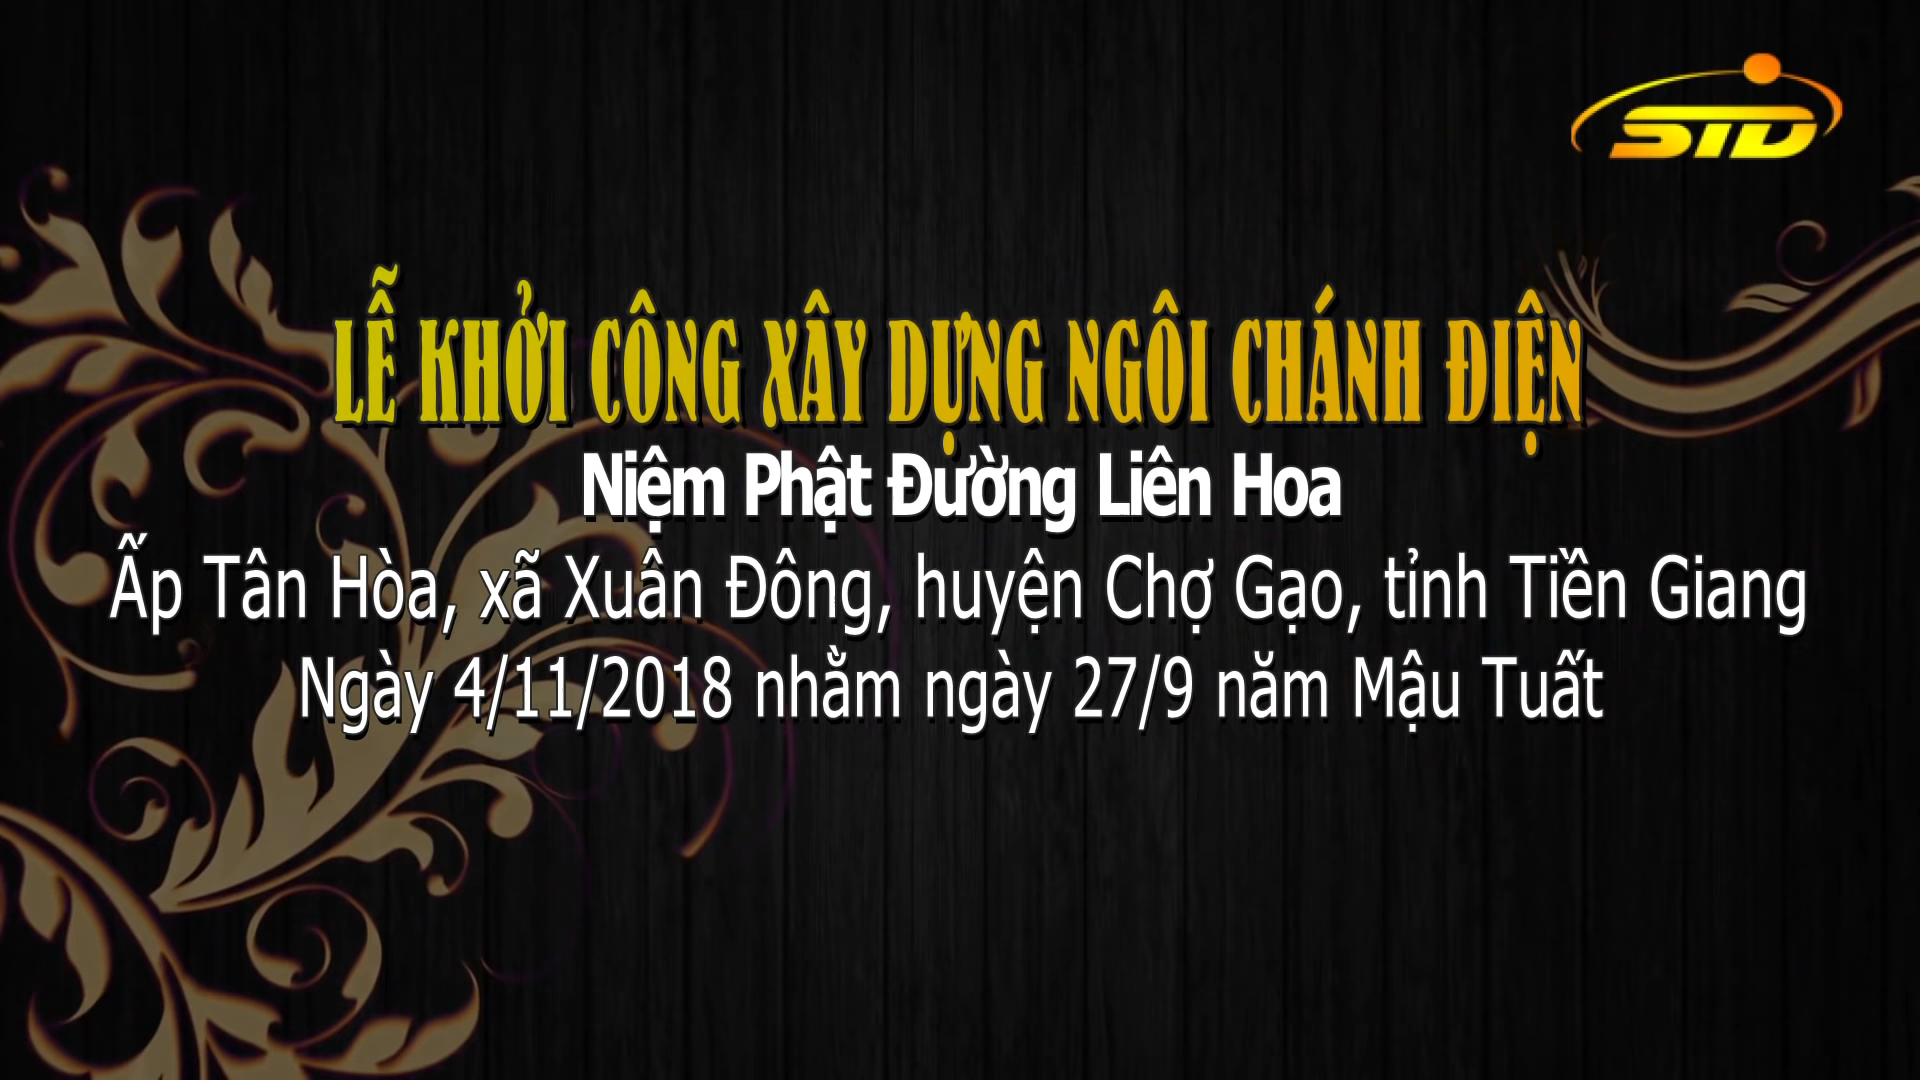 STD
LỄ KHỞI CÔNG XÂY DỰNG NGÔI CHÁNH ĐIỆN
Niệm Phật Đường Liên Hoa
Ấp Tân Hòa, xã Xuân Đông, huyện Chợ Gạo, tỉnh Tiền Giang
Ngày 4/11/2018 nhằm ngày 27/9 năm Mậu Tuất